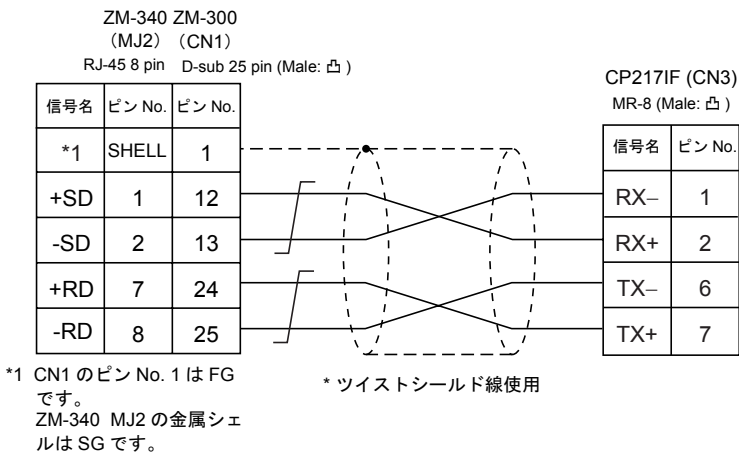 ZM-340 ZM-300
（MJ2）（CN1）
RJ-45 8 pin D-sub 25 pin (Male: 凸 )
信号名 ピン No. ピン No.
*1 SHELL 1
+SD 1 12
-SD 2 13
+RD 7 24
-RD 8 25
CP217IF (CN3)
MR-8 (Male: 凸 )
信号名 ピン No.
RX– 1
RX+ 2
TX– 6
TX+ 7
*1 CN1 のピン No. 1 は FG
です。
ZM-340 MJ2 の金属シェ
ルは SG です。
* ツイストシールド線使用